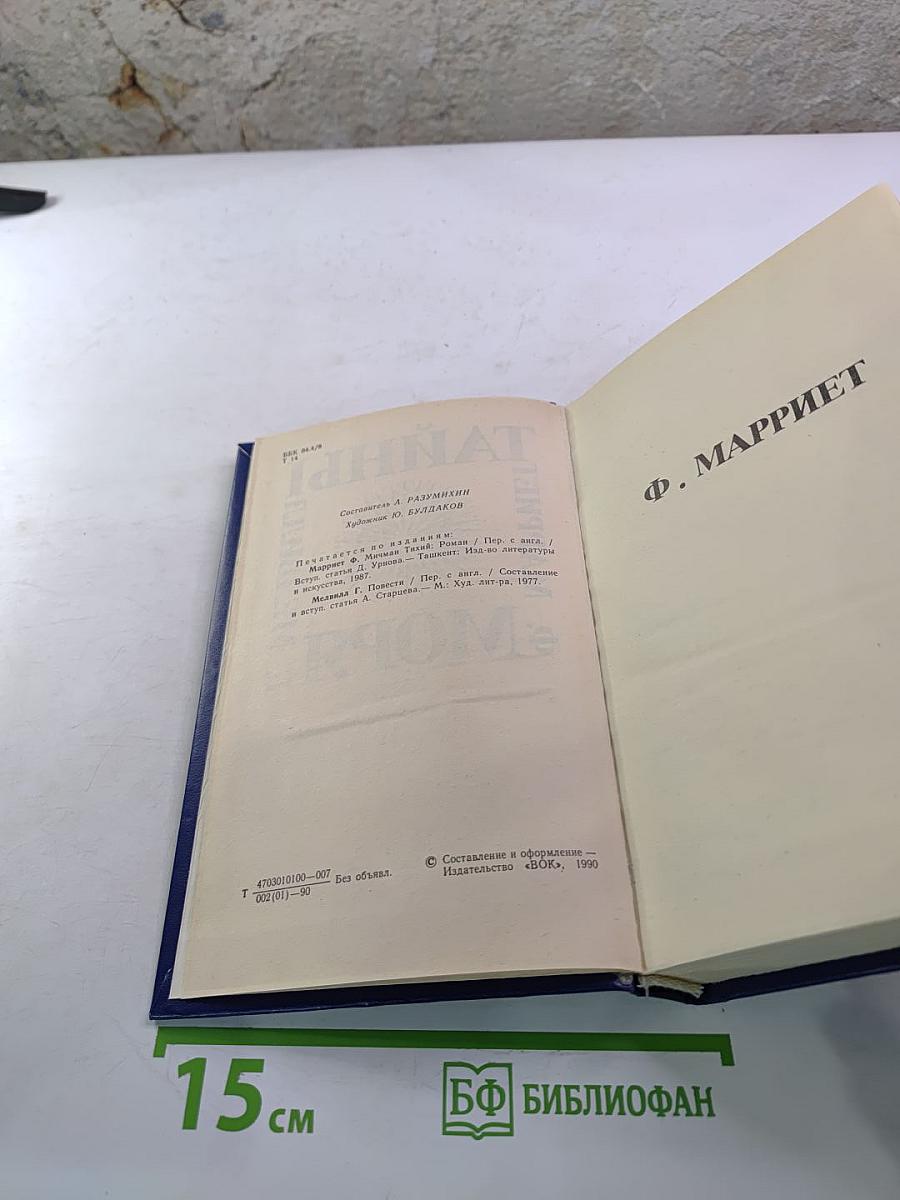 ББК 84.4/8
Т 14
Составитель А. РАЗУМИХИН
Художник Ю. БУЛДАКОВ
Печатается по изданиям:
Марриет Ф. Мичман Тихий: Роман / Пер. с англ. /
Вступ. статья Д. Урнова.— Ташкент: Изд-во литературы
и искусства, 1987.
Мелвилл Г. Повести / Пер. с англ. / Составление
и вступ. статья А. Старцева.— М.: Худ. лит-ра, 1977.
Т 4703010100—007 Без объявл.
002(01)—90
© Составление и оформление —
Издательство «ВОК», 1990
Ф. МАРРИЕТ
ТАЙНЫ
МОРЯ
15 см
БФ БИБЛИОФАН